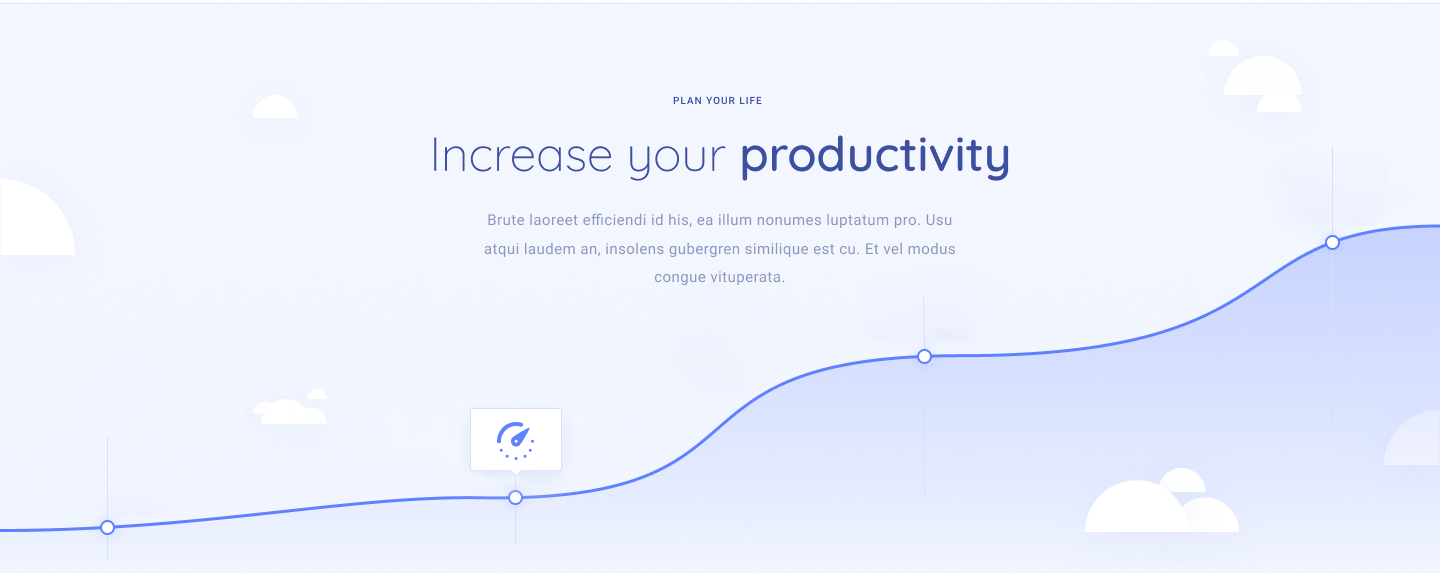 PLAN YOUR LIFE
Increase your productivity
Brute laoreet efficiendi id his, ea illum nonumes luptatum pro. Usu
atqui laudem an, insolens gubergren similique est cu. Et vel modus
congue vituperata.